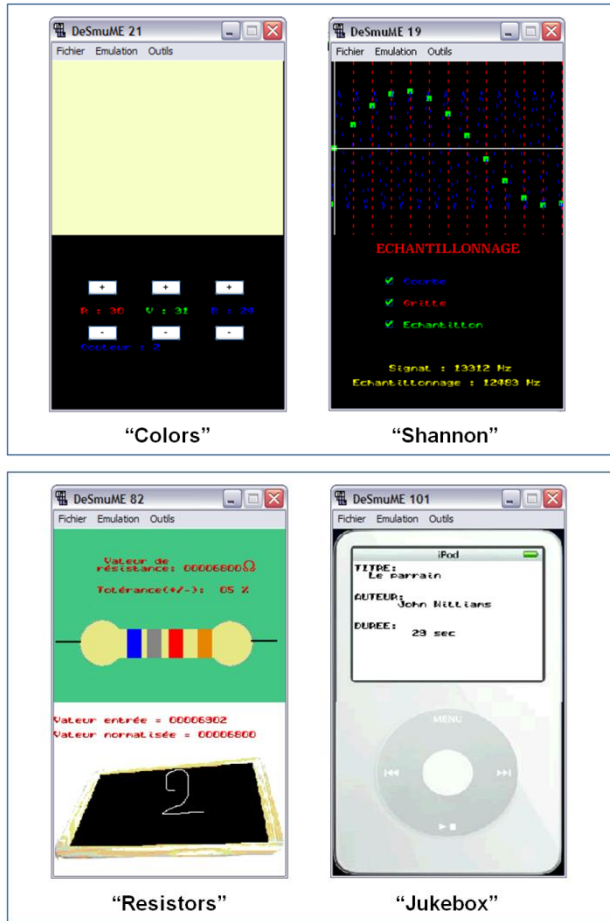 DeSmuME 21
Fichier Emulation Outils
+ + +
R : 30 V : 31 B : 24
- - -
Couleur : 2
"Colors"
DeSmuME 19
Fichier Emulation Outils
ECHANTILLONNAGE
Courbe
Grille
Echantillon
Signal : 13312 Hz
Echantillonnage : 12483 Hz
"Shannon"
DeSmuME 82
Fichier Emulation Outils
Valeur de
résistance: 00006800Ω
Tolérance(+/-): 05 %
Valeur entrée = 00006902
Valeur normatisée = 00006800
2
"Resistors"
DeSmuME 101
Fichier Emulation Outils
iPod
TITRE:
Le parrain
AUTEUR:
John Williams
DUREE:
29 sec
MENU
"Jukebox"